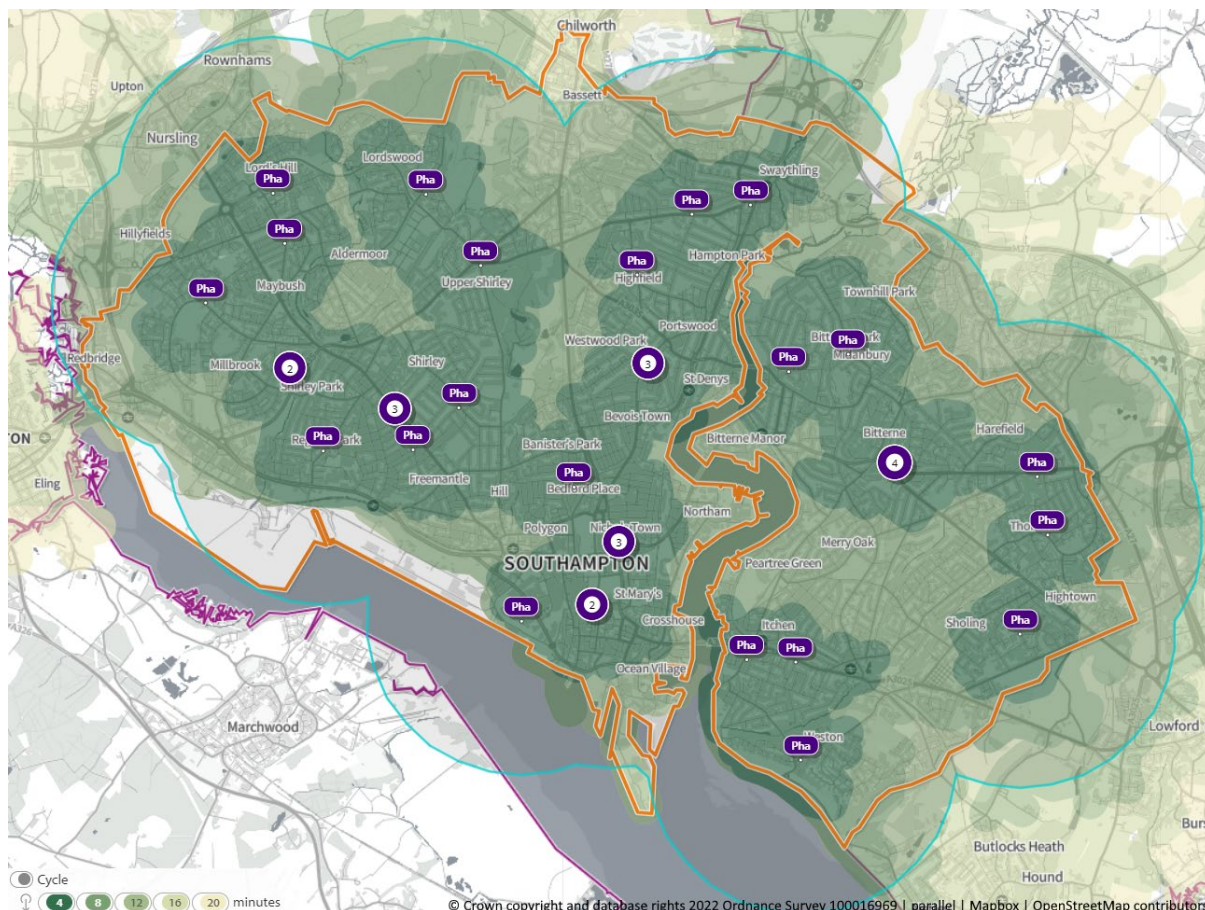 Chilworth
Rownhams
Upton
Bassett
Nursling
Lordswood
Lord's Hill
Swaythling
Pha
Pha
Pha
Pha
Hillyfields
Pha
Aldermoor
Pha
Upper Shirley
Pha
Highfield
Hampton Park
Maybush
Pha
Townhill Park
Portswood
Redbridge
Millbrook
2
Shirley Park
Shirley
Westwood Park
3
Pha
Pha
Midanbury
St Denys
Pha
3
Bevois Town
Pha
Pha
Banister's Park
Bitterne Manor
Bitterne
Harefield
4
Pha
Eling
Freemantle
Hill
Pha
Bedford Place
Polygon
Northam
Pha
3
SOUTHAMPTON
Merry Oak
Peartree Green
Pha
2
St Mary's
Crosshouse
Itchen
Pha
Pha
Sholing
Pha
Hightown
Ocean Village
Marchwood
Pha
Weston
Lowford
Butlocks Heath
Hound
Cycle
4 8 12 16 20 minutes
© Crown copyright and database rights 2022 Ordnance Survey 100016969 | parallel | Mapbox | OpenStreetMap contributors